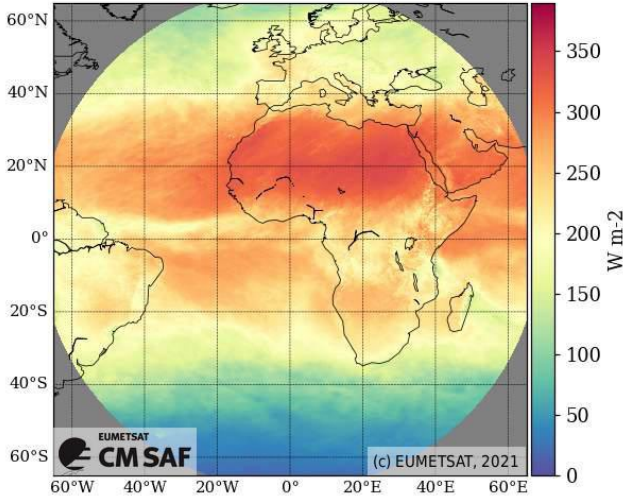 60°N
40°N
20°N
0°
20°S
40°S
60°S
60°W
40°W
20°W
0°
20°E
40°E
60°E
350
300
250
200
150
100
50
0
W m-2
EUMETSAT
CM SAF
(c) EUMETSAT, 2021